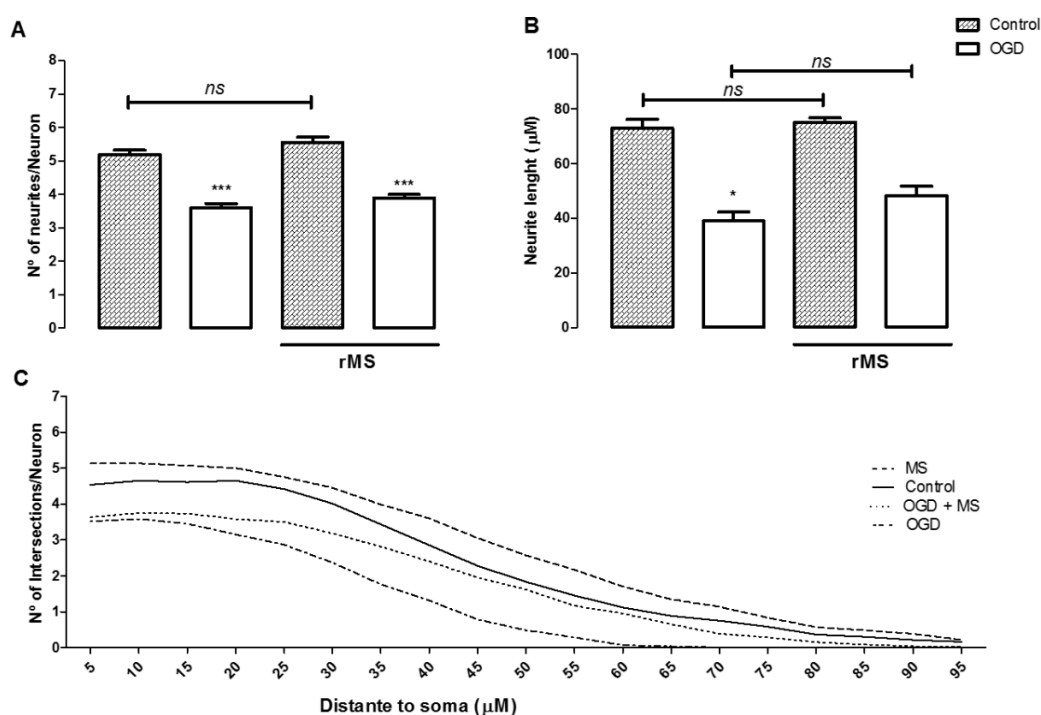 A
Nº of neurites/Neuron
8
7
6
5
4
3
2
1
0
ns
***
***
rMS
B
Control
OGD
Neurite lenght ( μM)
100
80
60
40
20
0
ns
ns
*
rMS
C
Nº of Intersections/Neuron
7
6
5
4
3
2
1
0
MS
Control
OGD + MS
OGD
5 10 15 20 25 30 35 40 45 50 55 60 65 70 75 80 85 90 95
Distante to soma ( μM)